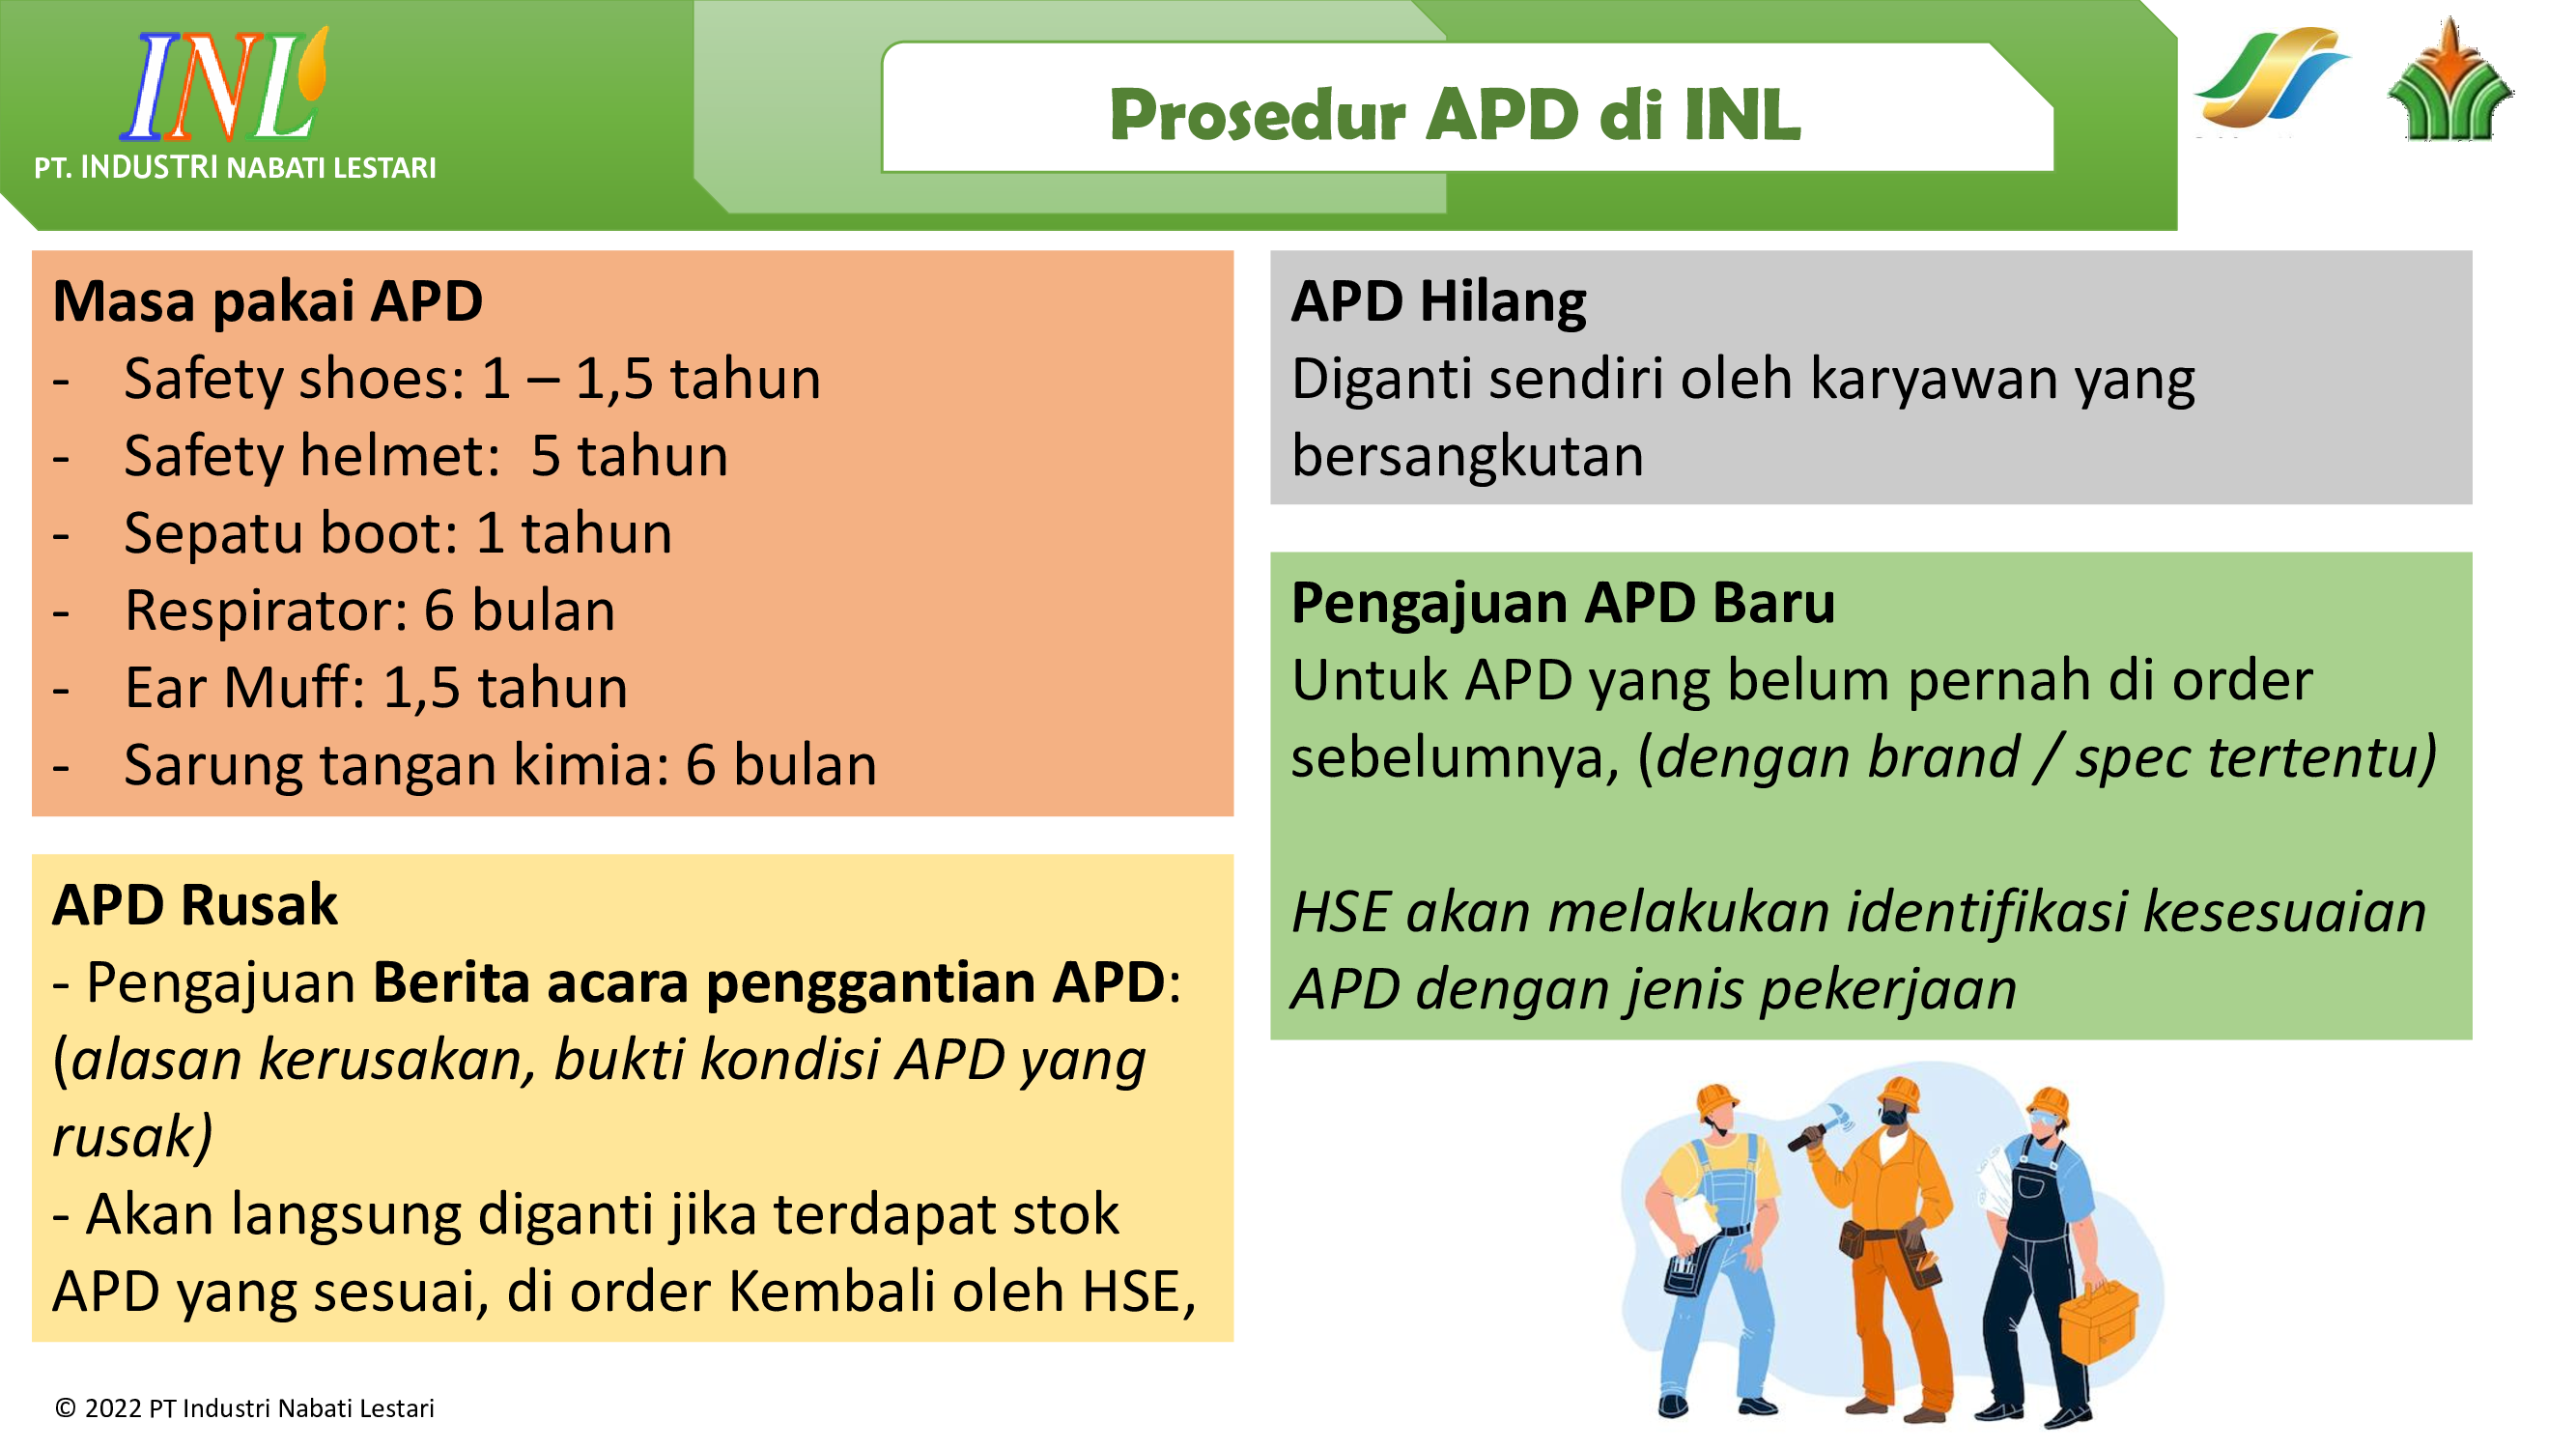 INL
PT. INDUSTRI NABATI LESTARI
Prosedur APD di INL
Masa pakai APD
- Safety shoes: 1 – 1,5 tahun
- Safety helmet:  5 tahun
- Sepatu boot: 1 tahun
- Respirator: 6 bulan
- Ear Muff: 1,5 tahun
- Sarung tangan kimia: 6 bulan
APD Rusak
- Pengajuan Berita acara penggantian APD:
(alasan kerusakan, bukti kondisi APD yang
rusak)
- Akan langsung diganti jika terdapat stok
APD yang sesuai, di order Kembali oleh HSE,
APD Hilang
Diganti sendiri oleh karyawan yang
bersangkutan
Pengajuan APD Baru
Untuk APD yang belum pernah di order
sebelumnya, (dengan brand / spec tertentu)
HSE akan melakukan identifikasi kesesuaian
APD dengan jenis pekerjaan
© 2022 PT Industri Nabati Lestari